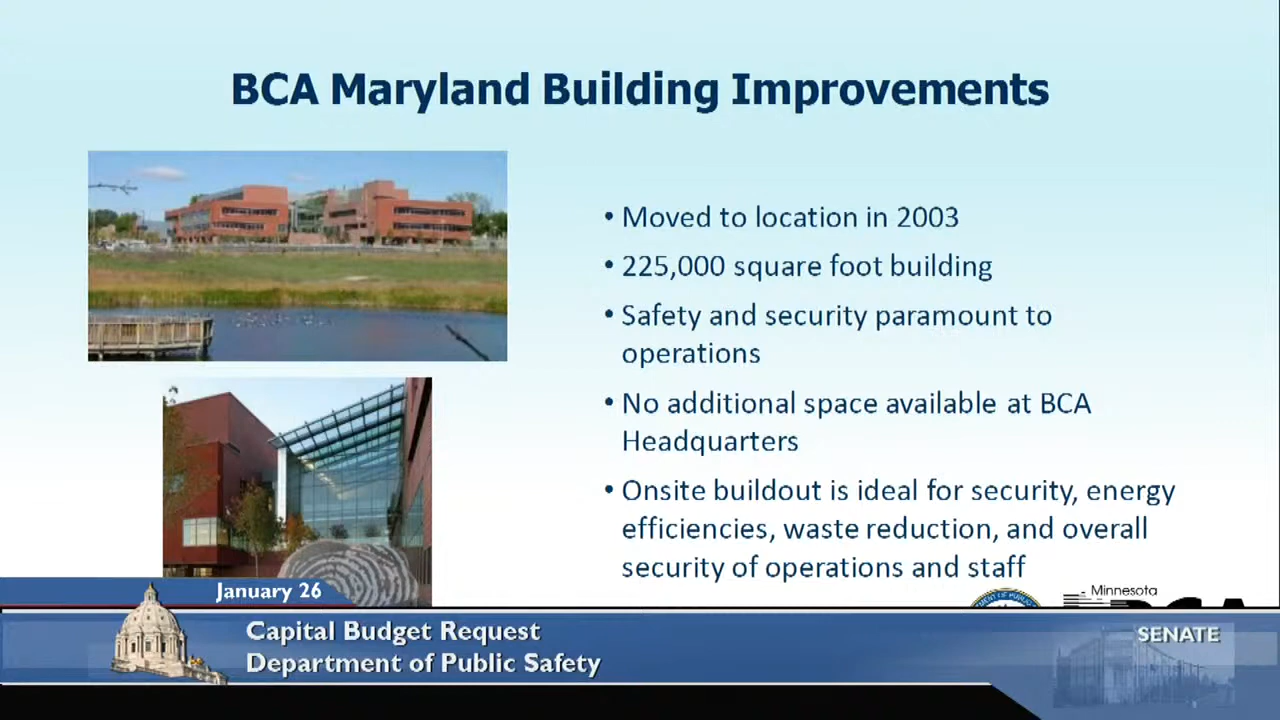 BCA Maryland Building Improvements
• Moved to location in 2003
• 225,000 square foot building
• Safety and security paramount to
operations
• No additional space available at BCA
Headquarters
• Onsite buildout is ideal for security, energy
efficiencies, waste reduction, and overall
security of operations and staff
Minnesota
January 26
Capital Budget Request
Department of Public Safety
SENATE